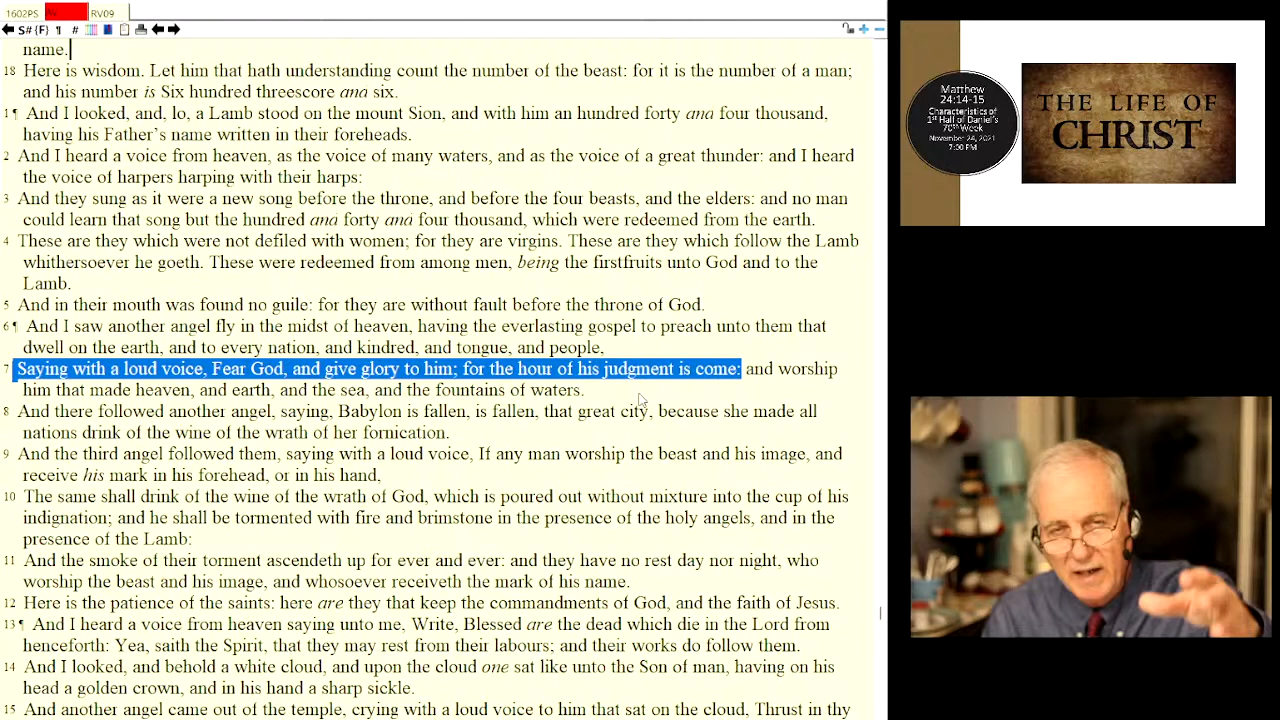 1602PS
RV09
S#{F} ¶ #
name.
18 Here is wisdom. Let him that hath understanding count the number of the beast: for it is the number of a man;
and his number is Six hundred threescore and six.
1¶ And I looked, and, lo, a Lamb stood on the mount Sion, and with him an hundred forty and four thousand,
having his Father's name written in their foreheads.
2 And I heard a voice from heaven, as the voice of many waters, and as the voice of a great thunder: and I heard
the voice of harpers harping with their harps:
3 And they sung as it were a new song before the throne, and before the four beasts, and the elders: and no man
could learn that song but the hundred and forty and four thousand, which were redeemed from the earth.
4 These are they which were not defiled with women; for they are virgins. These are they which follow the Lamb
whithersoever he goeth. These were redeemed from among men, being the firstfruits unto God and to the
Lamb.
5 And in their mouth was found no guile: for they are without fault before the throne of God.
6¶ And I saw another angel fly in the midst of heaven, having the everlasting gospel to preach unto them that
dwell on the earth, and to every nation, and kindred, and tongue, and people,
7 Saying with a loud voice, Fear God, and give glory to him; for the hour of his judgment is come: and worship
him that made heaven, and earth, and the sea, and the fountains of waters.
8 And there followed another angel, saying, Babylon is fallen, is fallen, that great city, because she made all
nations drink of the wine of the wrath of her fornication.
9 And the third angel followed them, saying with a loud voice, If any man worship the beast and his image, and
receive his mark in his forehead, or in his hand,
10 The same shall drink of the wine of the wrath of God, which is poured out without mixture into the cup of his
indignation; and he shall be tormented with fire and brimstone in the presence of the holy angels, and in the
presence of the Lamb:
11 And the smoke of their torment ascendeth up for ever and ever: and they have no rest day nor night, who
worship the beast and his image, and whosoever receiveth the mark of his name.
12 Here is the patience of the saints: here are they that keep the commandments of God, and the faith of Jesus.
13¶ And I heard a voice from heaven saying unto me, Write, Blessed are the dead which die in the Lord from
henceforth: Yea, saith the Spirit, that they may rest from their labours; and their works do follow them.
14 And I looked, and behold a white cloud, and upon the cloud one sat like unto the Son of man, having on his
head a golden crown, and in his hand a sharp sickle.
15 And another angel came out of the temple, crying with a loud voice to him that sat on the cloud, Thrust in thy
Matthew
24:14-15
Characteristics of
1st Half of Daniel's
70th Week
November 24, 2021
7:00 PM
THE LIFE OF
CHRIST